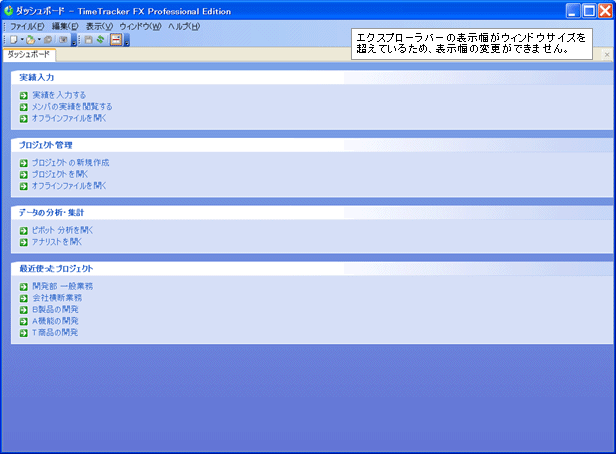 ダッシュボード - TimeTracker FX Professional Edition
ファイル(F) 編集(E) 表示(V) ウィンドウ(W) ヘルプ(H)
エクスプローラバーの表示幅がウィンドウサイズを
超えているため、表示幅の変更ができません。
ダッシュボード
実績入力
実績を入力する
メンバの実績を閲覧する
オフラインファイルを開く
プロジェクト管理
プロジェクトの新規作成
プロジェクトを開く
オフラインファイルを開く
データの分析・集計
ピボット分析を開く
アナリストを開く
最近使ったプロジェクト
開発部 一般業務
会社横断業務
B製品の開発
A機能の開発
T商品の開発